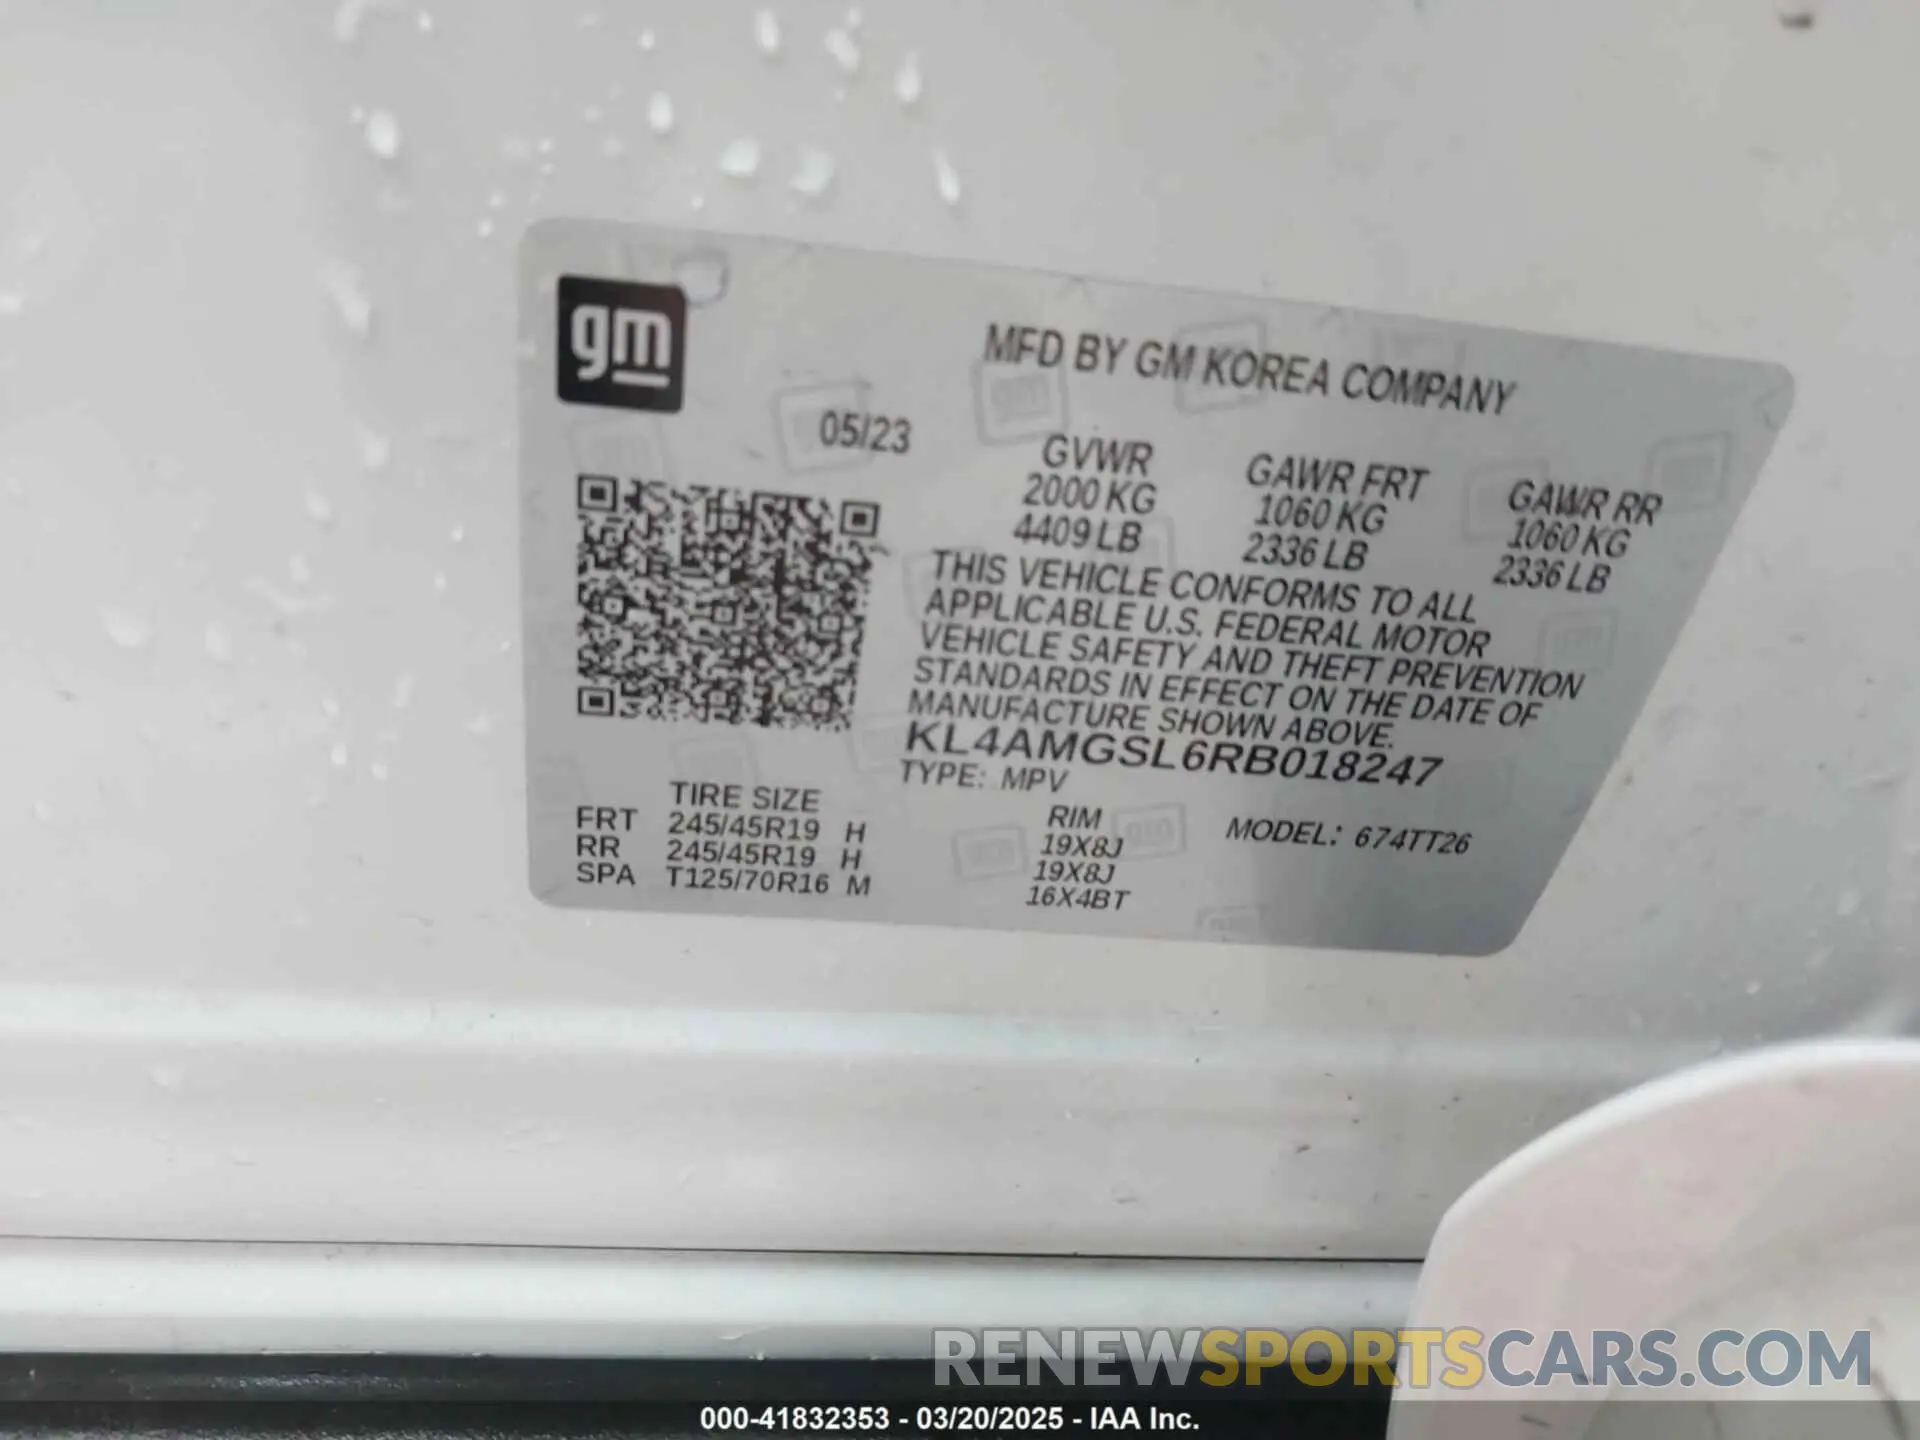 gm
MFD BY GM KOREA COMPANY
05/23
GVWR GAWR FRT GAWR RR
2000 KG 1060 KG 1060 KG
4409 LB 2336 LB 2336 LB
THIS VEHICLE CONFORMS TO ALL
APPLICABLE U.S. FEDERAL MOTOR
VEHICLE SAFETY AND THEFT PREVENTION
STANDARDS IN EFFECT ON THE DATE OF
MANUFACTURE SHOWN ABOVE.
KL4AMGSL6RB018247
TYPE: MPV
TIRE SIZE RIM MODEL: 674TT26
FRT 245/45R19 H 19X8J
RR 245/45R19 H 19X8J
SPA T125/70R16 M 16X4BT
RENEWSPORTSCARS.COM
000-41832353 - 03/20/2025 - IAA Inc.